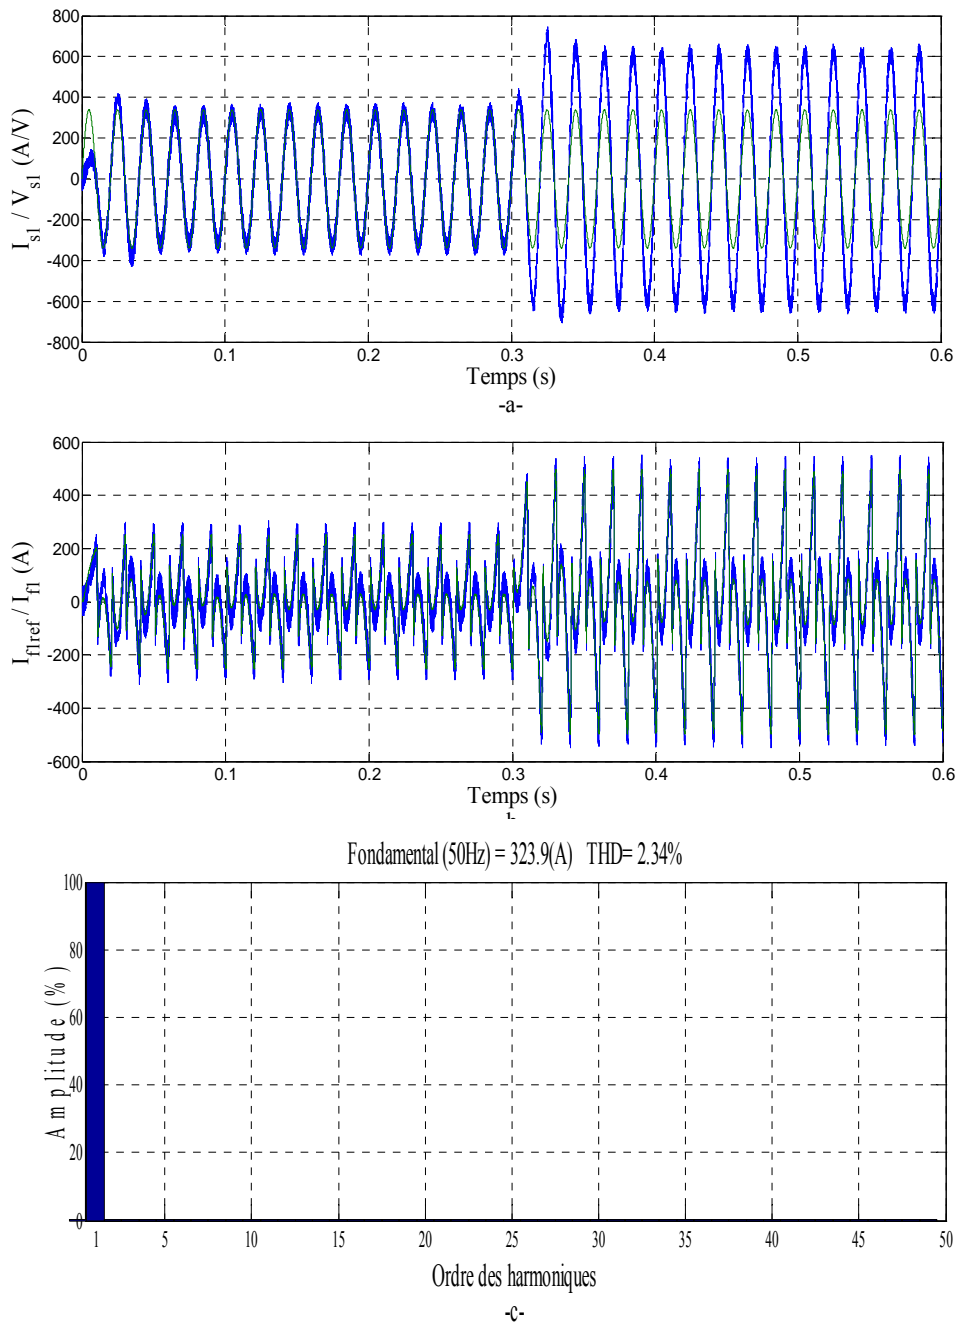 800
600
400
200
0
-200
-400
-600
-800
I_s1 / V_s1 (A/V)
0 0.1 0.2 0.3 0.4 0.5 0.6
Temps (s)
-a-
600
400
200
0
-200
-400
-600
I_f1ref / I_f1 (A)
0 0.1 0.2 0.3 0.4 0.5 0.6
Temps (s)
Fondamental (50Hz) = 323.9(A) THD= 2.34%
100
80
60
40
20
0
Amplitude (%)
1 5 10 15 20 25 30 35 40 45 50
Ordre des harmoniques
-c-